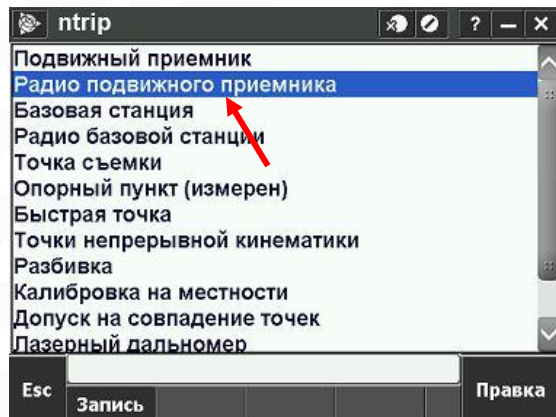 ntrip ? – ×
Подвижный приемник
Радио подвижного приемника
Базовая станция
Радио базовой станции
Точка съемки
Опорный пункт (измерен)
Быстрая точка
Точки непрерывной кинематики
Разбивка
Калибровка на местности
Допуск на совпадение точек
Лазерный дальномер
Esc
Запись
Правка